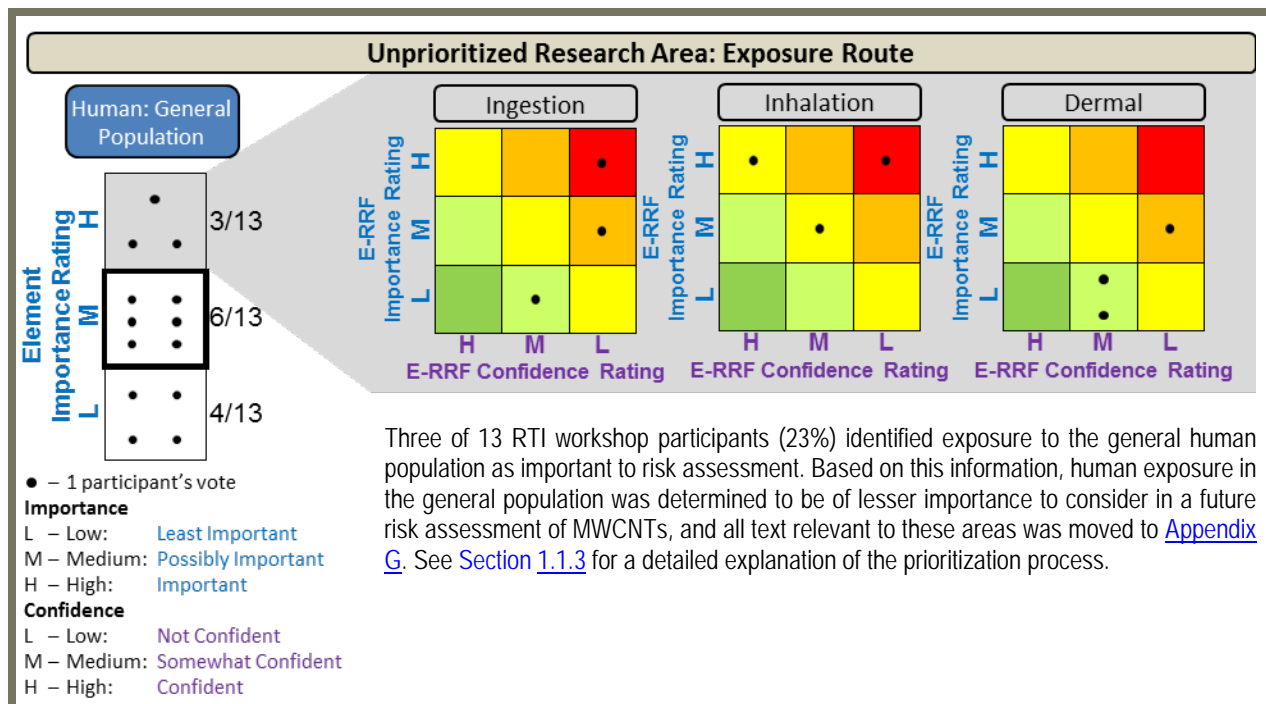 Unprioritized Research Area: Exposure Route
Human: General
Population
Element
Importance Rating
H
3/13
M
6/13
L
4/13
Ingestion
E-RRF
Importance Rating
H
M
L
H M L
E-RRF Confidence Rating
Inhalation
E-RRF
Importance Rating
H
M
L
H M L
E-RRF Confidence Rating
Dermal
E-RRF
Importance Rating
H
M
L
H M L
E-RRF Confidence Rating
● – 1 participant's vote
Importance
L – Low: Least Important
M – Medium: Possibly Important
H – High: Important
Confidence
L – Low: Not Confident
M – Medium: Somewhat Confident
H – High: Confident
Three of 13 RTI workshop participants (23%) identified exposure to the general human
population as important to risk assessment. Based on this information, human exposure in
the general population was determined to be of lesser importance to consider in a future
risk assessment of MWCNTs, and all text relevant to these areas was moved to Appendix
G. See Section 1.1.3 for a detailed explanation of the prioritization process.